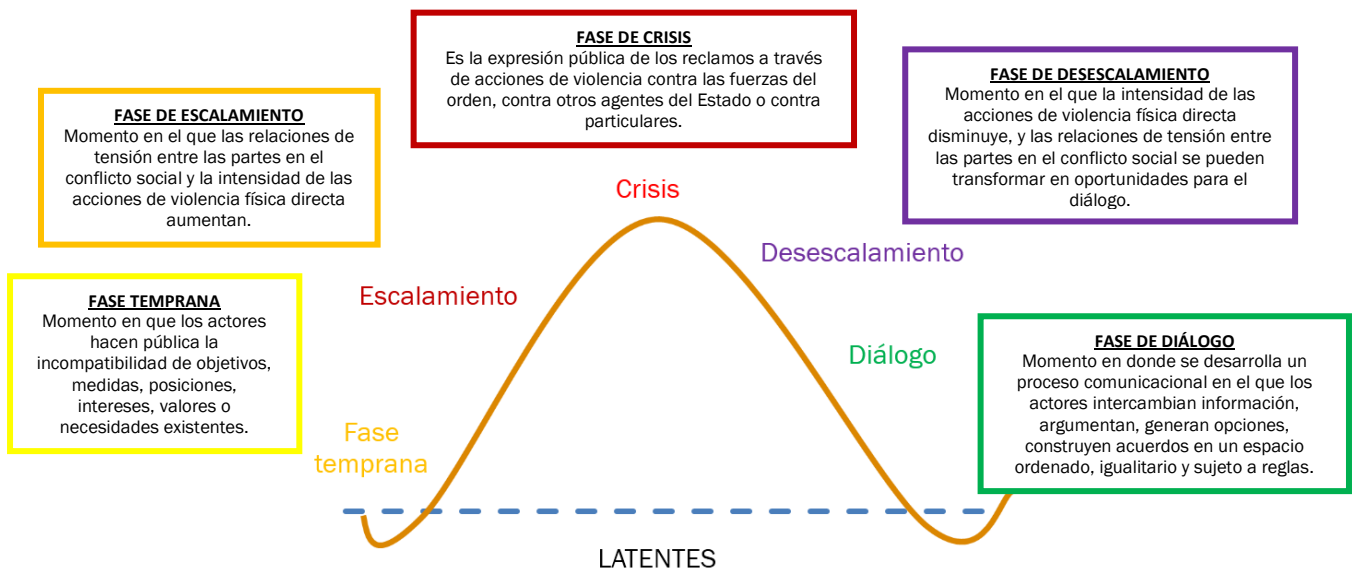 FASE DE CRISIS
Es la expresión pública de los reclamos a través
de acciones de violencia contra las fuerzas del
orden, contra otros agentes del Estado o contra
particulares.
FASE DE ESCALAMIENTO
Momento en el que las relaciones de
tensión entre las partes en el
conflicto social y la intensidad de las
acciones de violencia física directa
aumentan.
FASE DE DESESCALAMIENTO
Momento en el que la intensidad de las
acciones de violencia física directa
disminuye, y las relaciones de tensión entre
las partes en el conflicto social se pueden
transformar en oportunidades para el
diálogo.
Crisis
Desescalamiento
Escalamiento
FASE TEMPRANA
Momento en que los actores
hacen pública la
incompatibilidad de objetivos,
medidas, posiciones,
intereses, valores o
necesidades existentes.
Diálogo
FASE DE DIÁLOGO
Momento en donde se desarrolla un
proceso comunicacional en el que los
actores intercambian información,
argumentan, generan opciones,
construyen acuerdos en un espacio
ordenado, igualitario y sujeto a reglas.
Fase
temprana
LATENTES